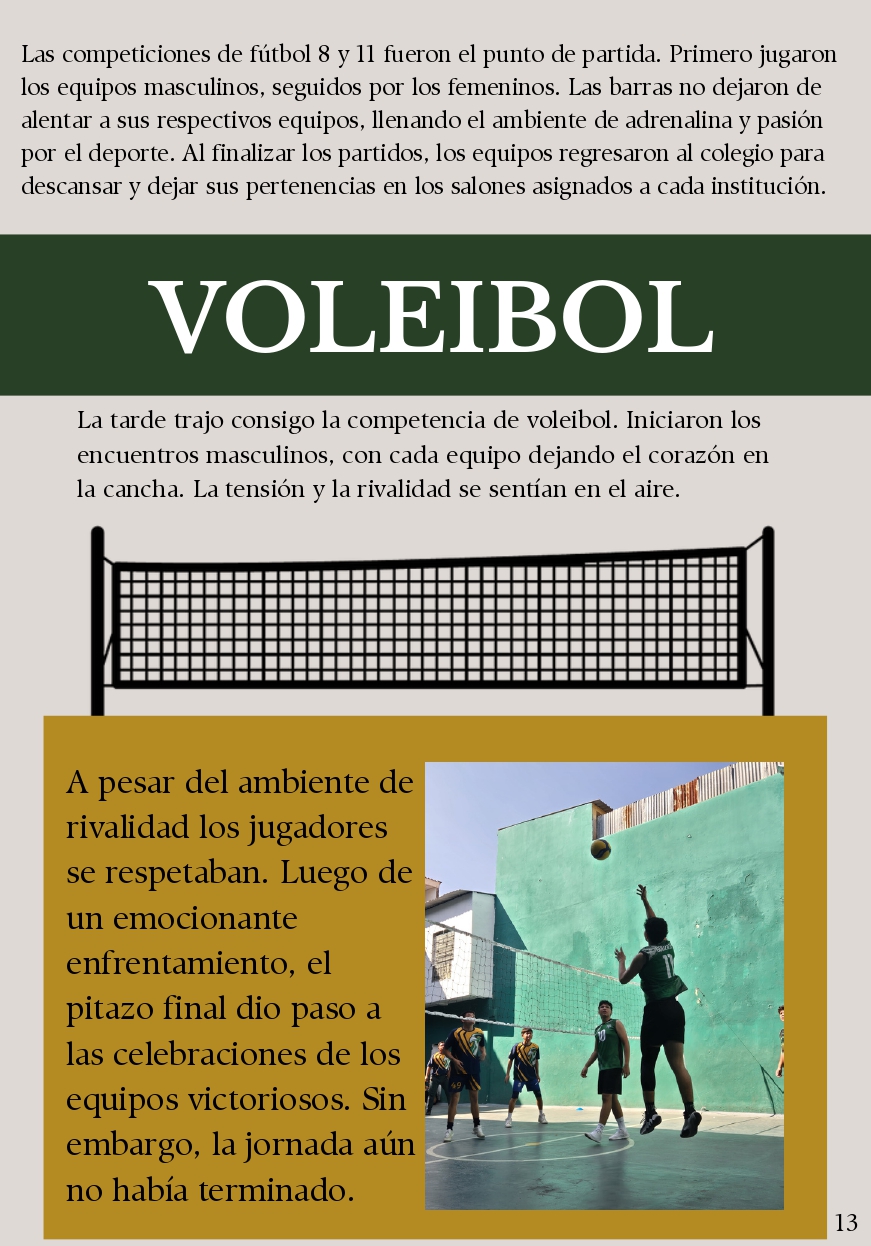 Las competiciones de fútbol 8 y 11 fueron el punto de partida. Primero jugaron
los equipos masculinos, seguidos por los femeninos. Las barras no dejaron de
alentar a sus respectivos equipos, llenando el ambiente de adrenalina y pasión
por el deporte. Al finalizar los partidos, los equipos regresaron al colegio para
descansar y dejar sus pertenencias en los salones asignados a cada institución.
VOLEIBOL
La tarde trajo consigo la competencia de voleibol. Iniciaron los
encuentros masculinos, con cada equipo dejando el corazón en
la cancha. La tensión y la rivalidad se sentían en el aire.
A pesar del ambiente de
rivalidad los jugadores
se respetaban. Luego de
un emocionante
enfrentamiento, el
pitazo final dio paso a
las celebraciones de los
equipos victoriosos. Sin
embargo, la jornada aún
no había terminado.
11
10
49
13